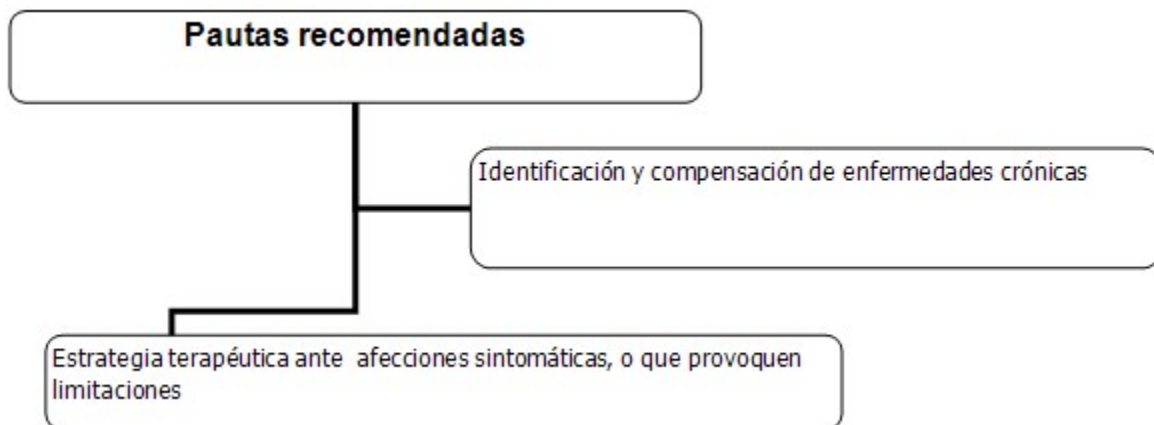 Pautas recomendadas
Identificación y compensación de enfermedades crónicas
Estrategia terapéutica ante afecciones sintomáticas, o que provoquen
limitaciones